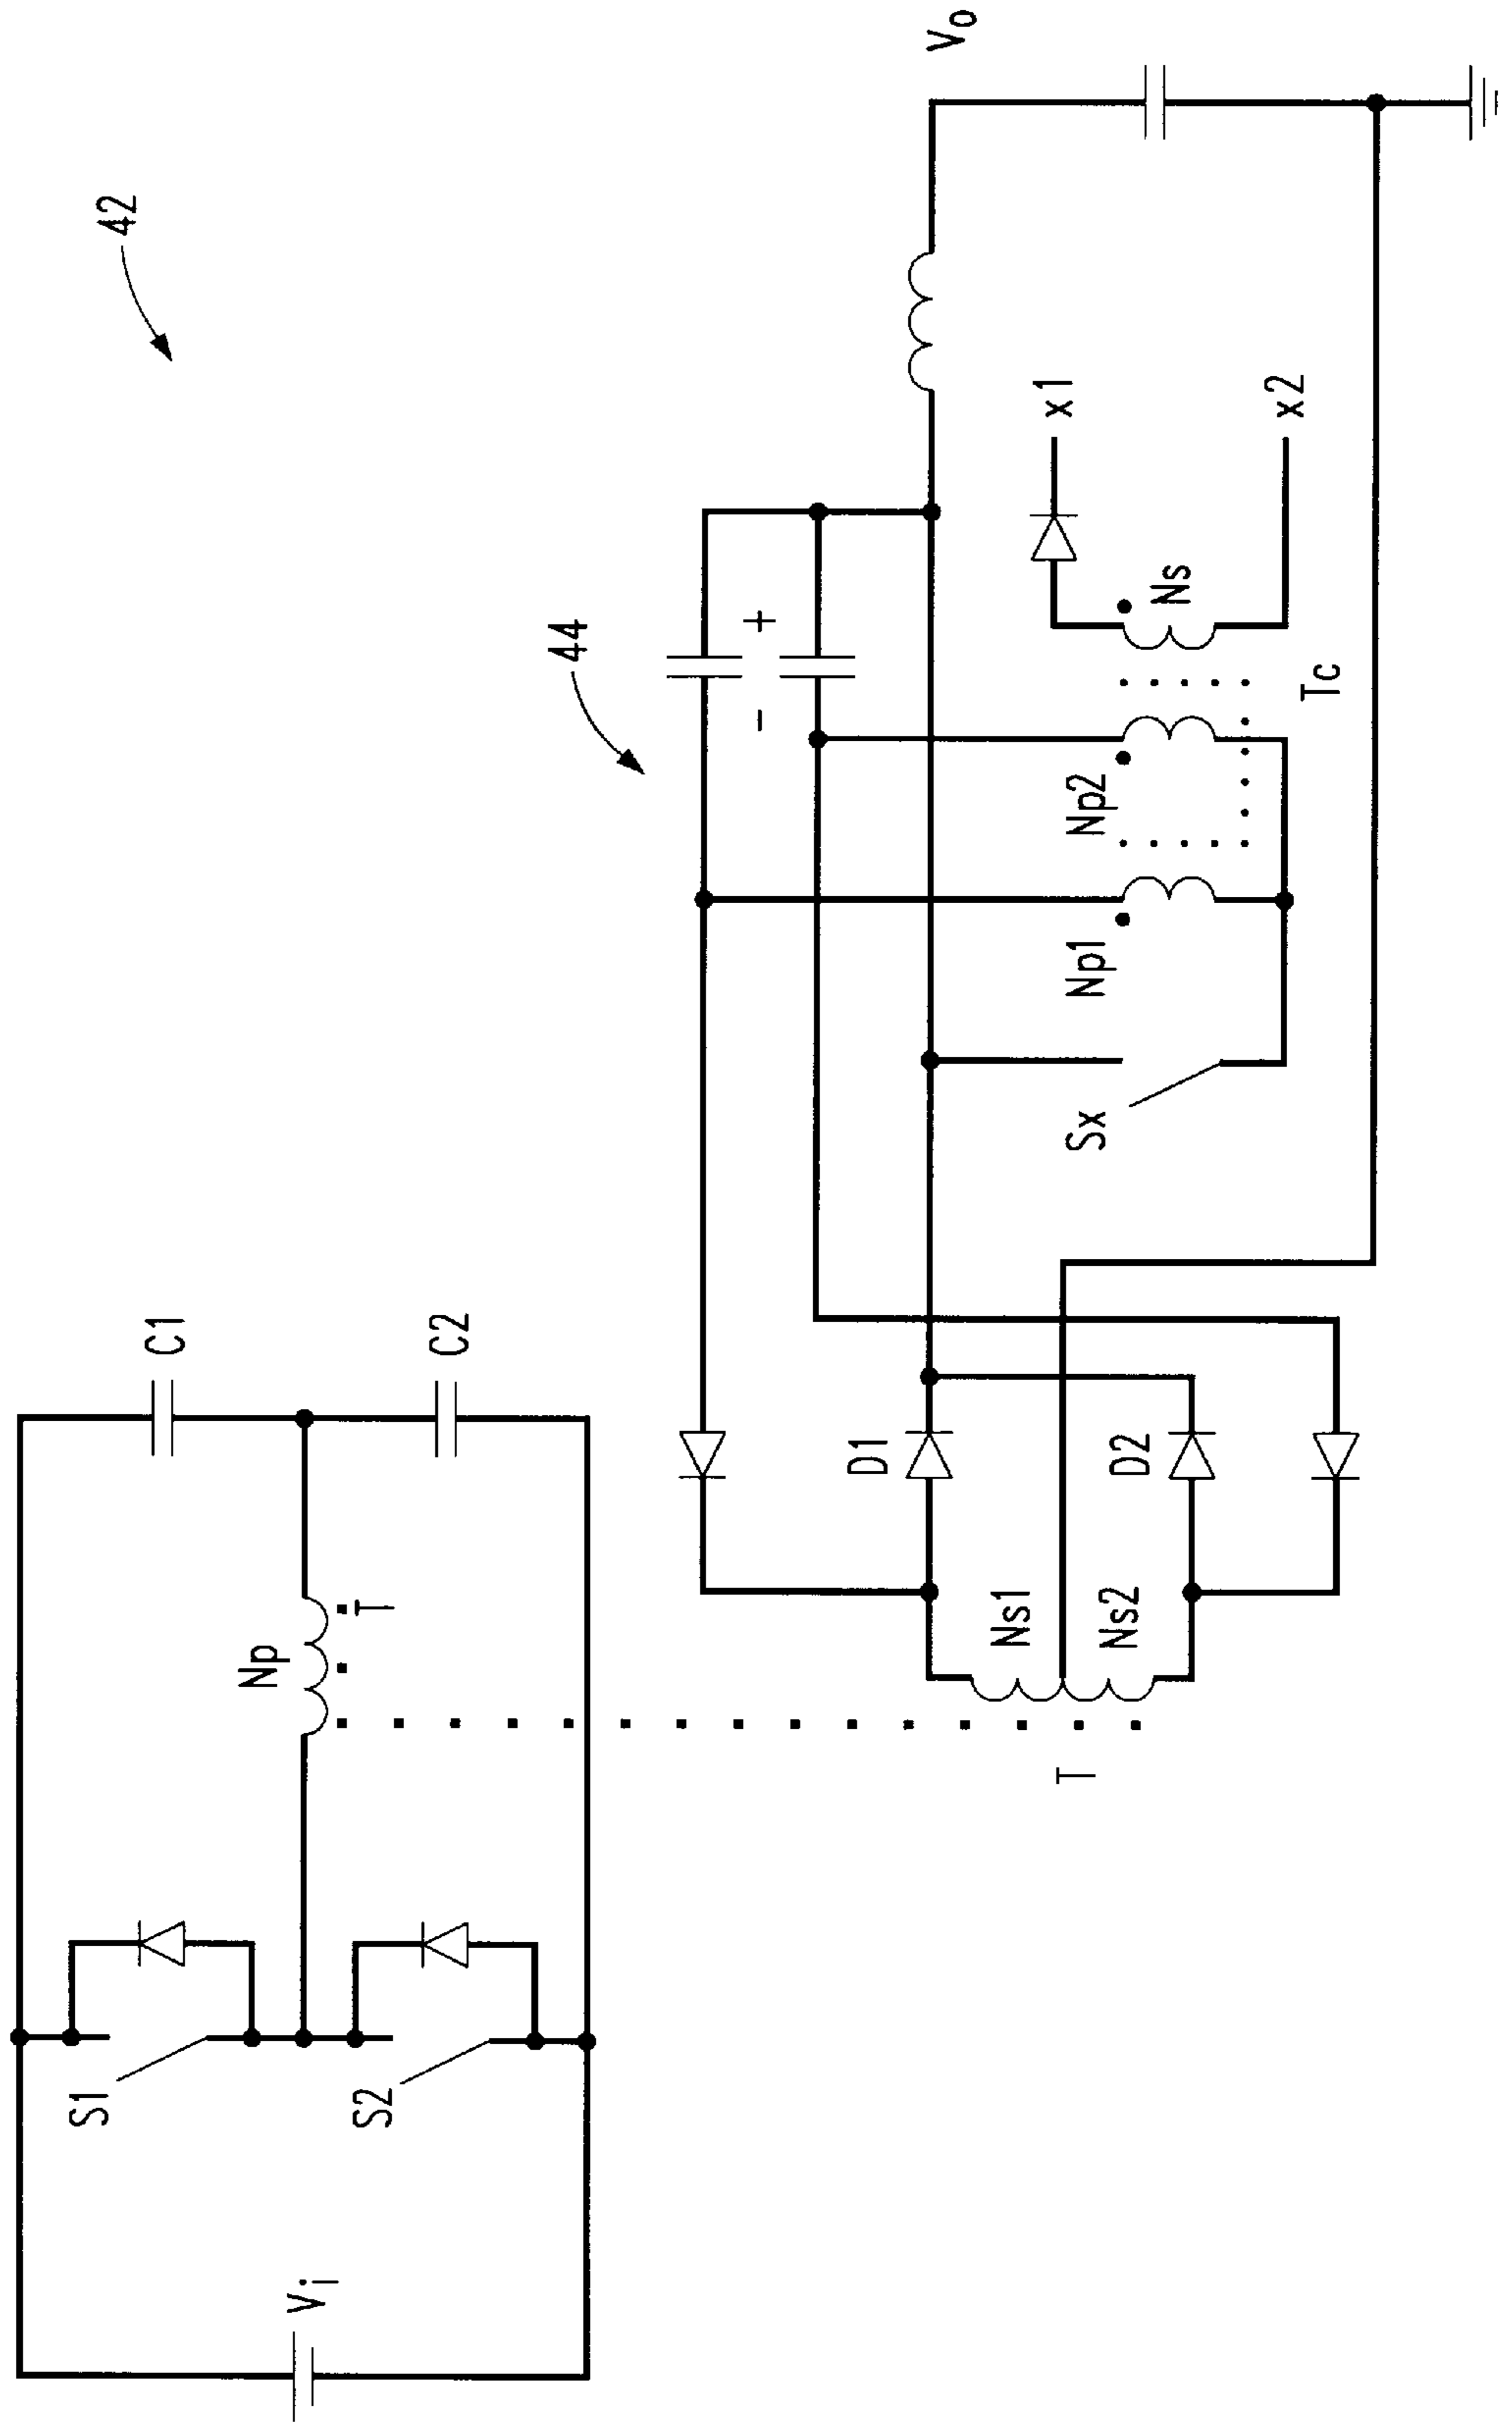 42
Vi
S1
S2
Np
T
C1
C2
44
T
Ns1
Ns2
D1
D2
Sx
Np1
Np2
+
-
Tc
Ns
x1
x2
Vo